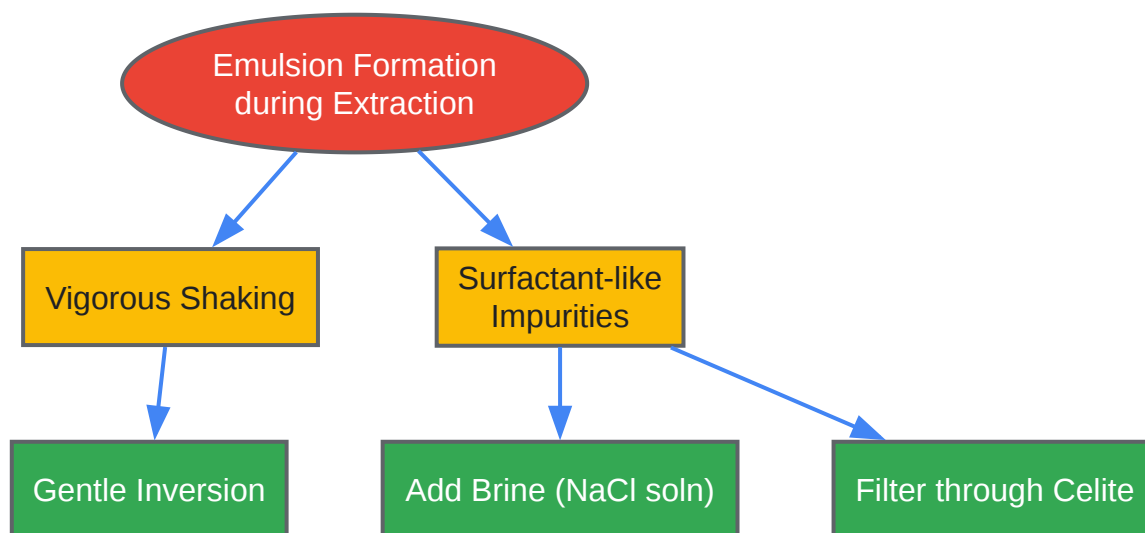 Emulsion Formation
during Extraction
Vigorous Shaking
Surfactant-like
Impurities
Gentle Inversion
Add Brine (NaCl soln)
Filter through Celite